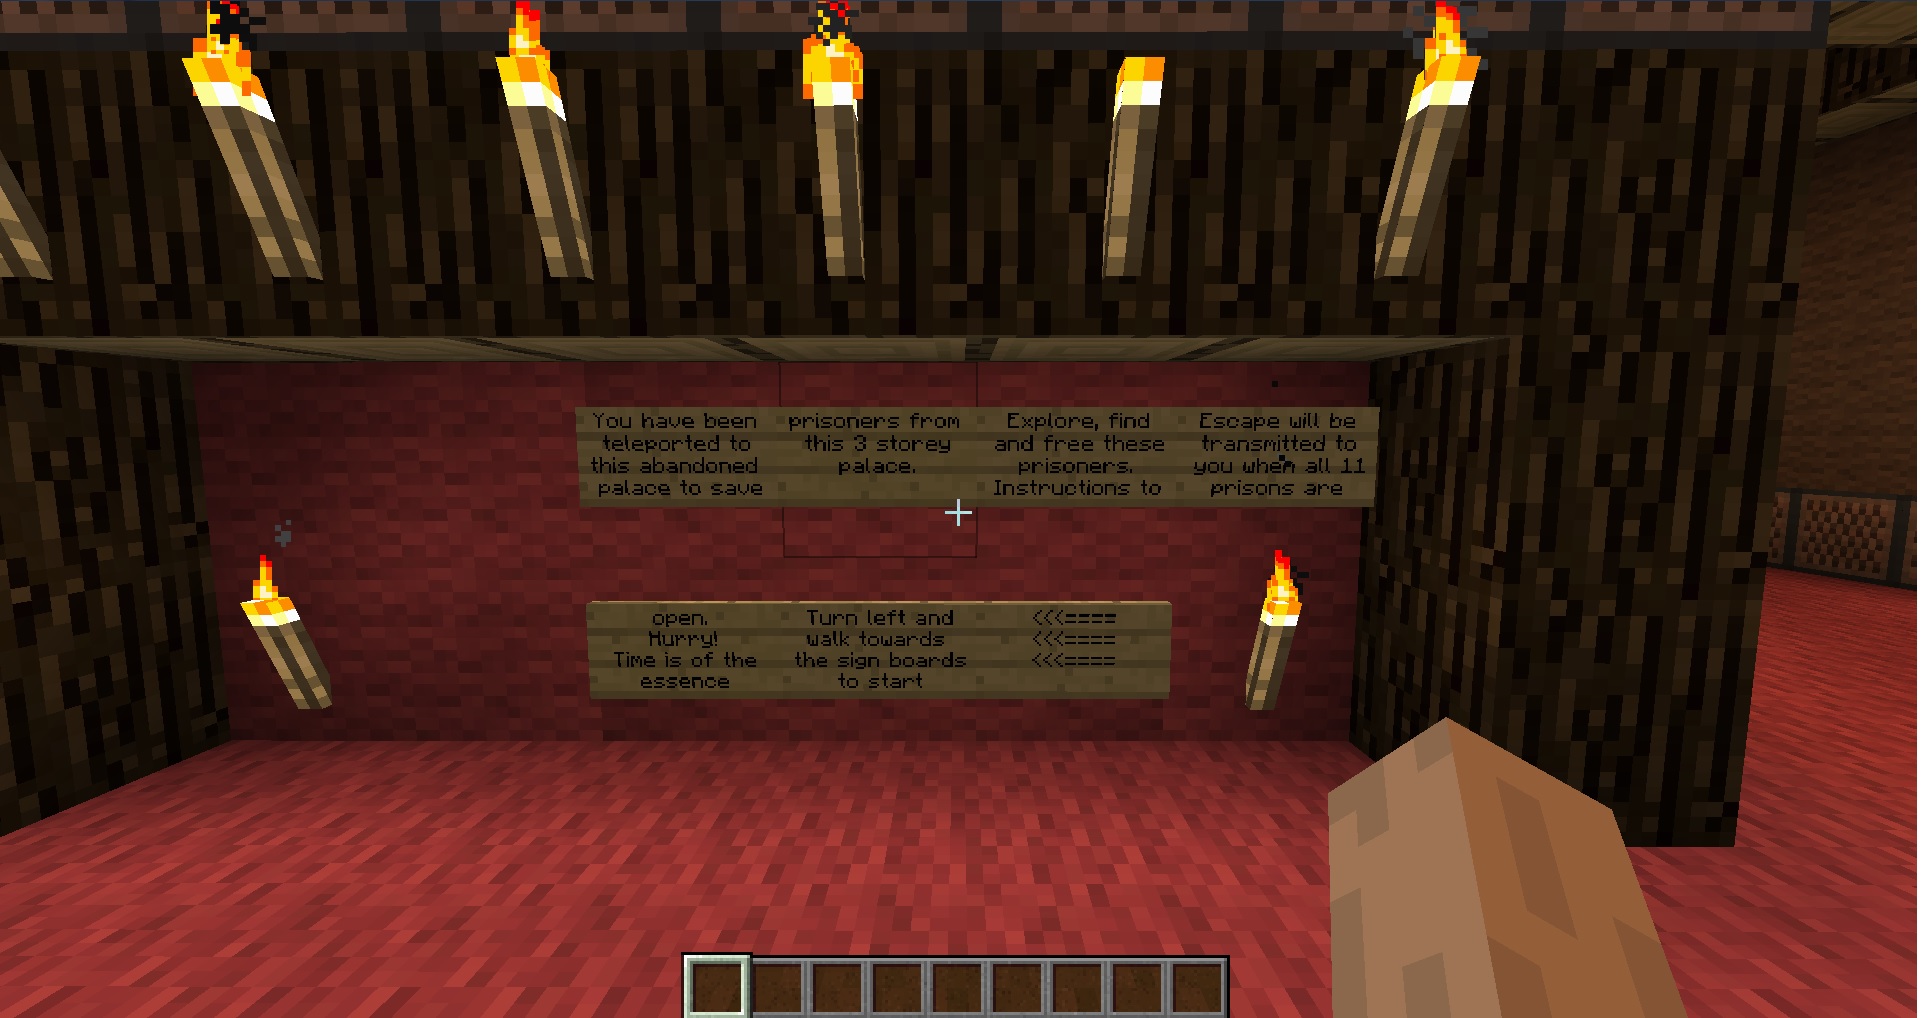 You have been
teleported to
this abandoned
palace to save
prisoners from
this 3 storey
palace.
Explore, find
and free these
prisoners.
Instructions to
Escape will be
transmitted to
you when all 11
prisons are
open.
Hurry!
Time is of the
essence
Turn left and
walk towards
the sign boards
to start
<<<====
<<<====
<<<====